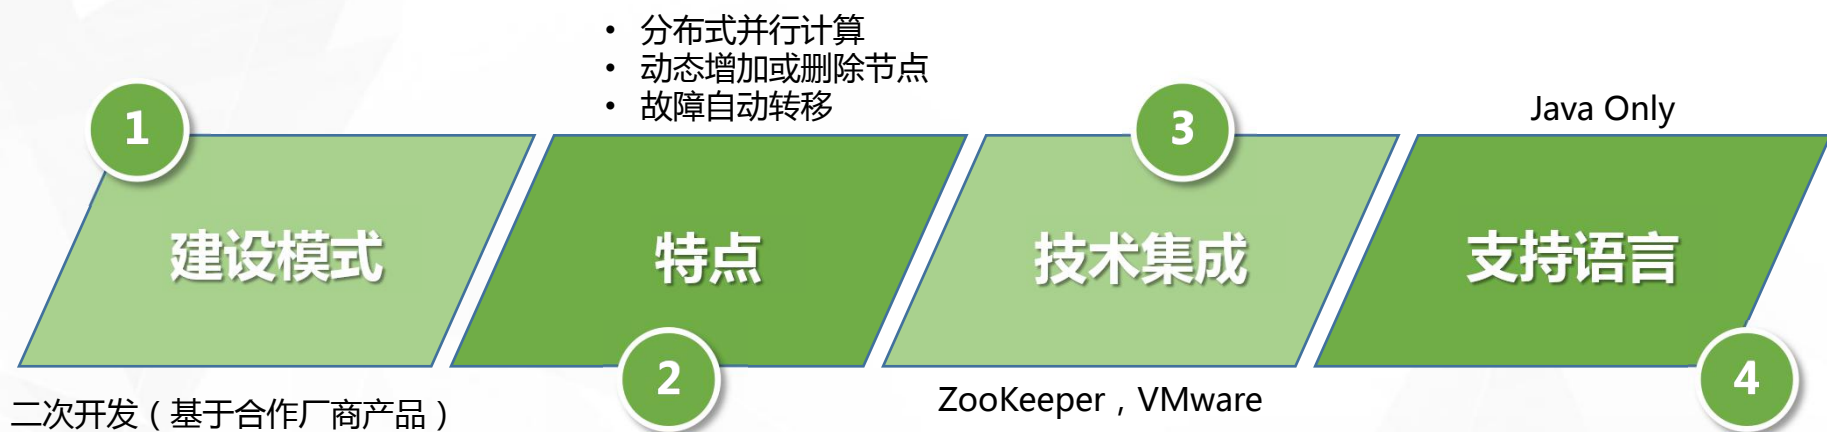 1
建设模式
二次开发（基于合作厂商产品）
• 分布式并行计算
• 动态增加或删除节点
• 故障自动转移
特点
2
3
技术集成
ZooKeeper，VMware
Java Only
支持语言
4